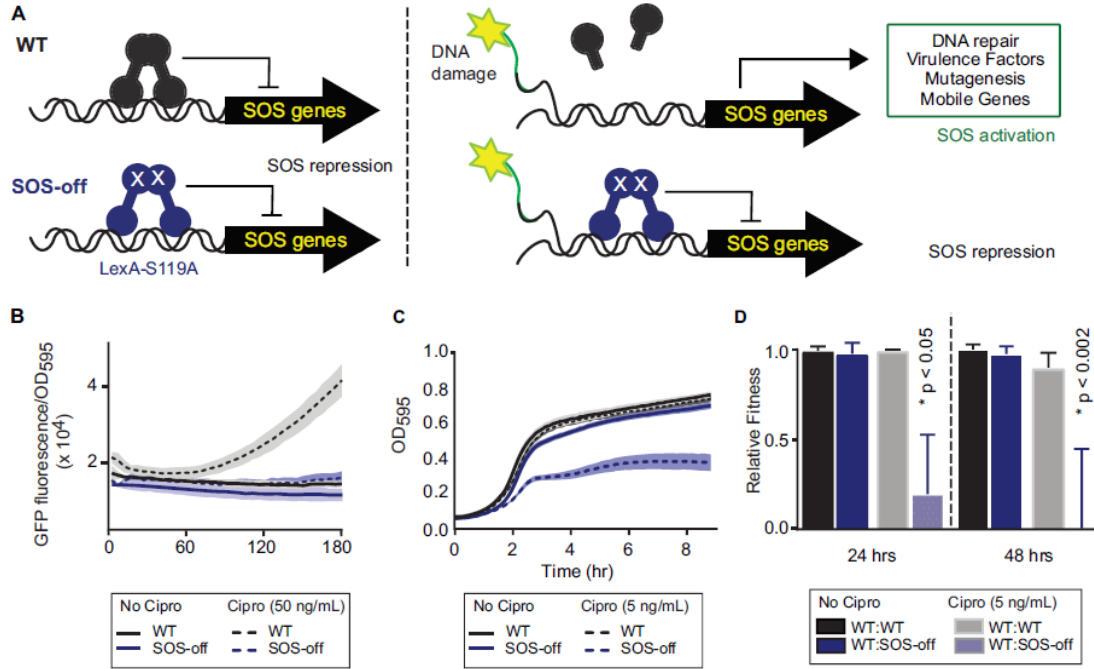 A
WT
SOS genes
SOS repression
SOS-off
X X
SOS genes
LexA-S119A
DNA
damage
SOS genes
DNA repair
Virulence Factors
Mutagenesis
Mobile Genes
SOS activation
X X
SOS genes
SOS repression
B
GFP fluorescence/OD595
(x 10⁴)
4
2
0 60 120 180
No Cipro Cipro (50 ng/mL)
WT WT
SOS-off SOS-off
C
OD595
1.0
0.8
0.6
0.4
0.2
0.0
0 2 4 6 8
Time (hr)
No Cipro Cipro (5 ng/mL)
WT WT
SOS-off SOS-off
D
Relative Fitness
1.0
0.5
0.0
* p < 0.05
* p < 0.002
24 hrs 48 hrs
No Cipro Cipro (5 ng/mL)
WT:WT WT:WT
WT:SOS-off WT:SOS-off